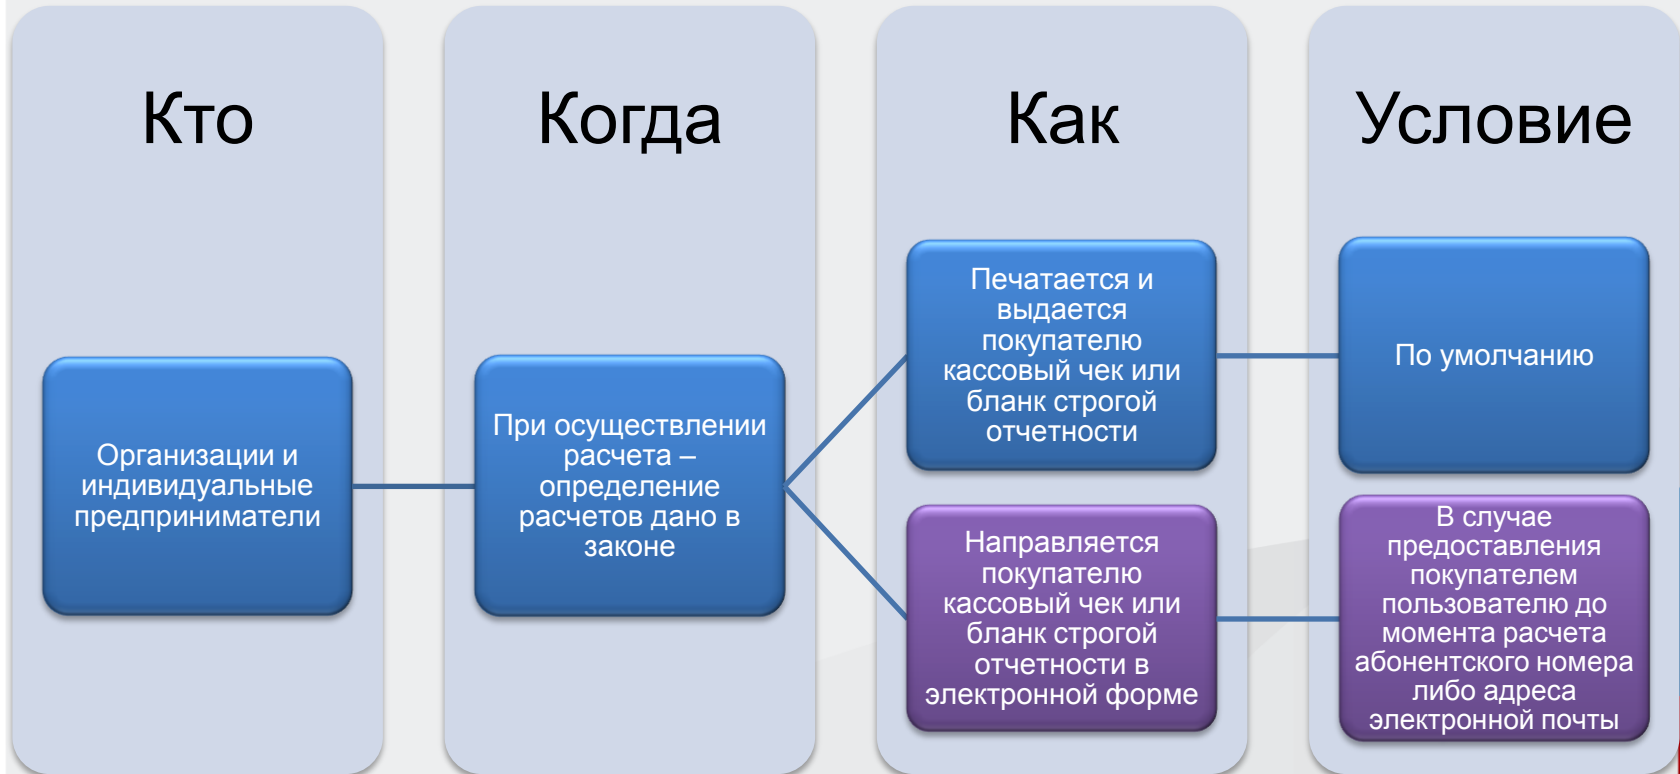 Кто
Когда
Как
Условие
Организации и
индивидуальные
предприниматели
При осуществлении
расчета –
определение
расчетов дано в
законе
Печатается и
выдается
покупателю
кассовый чек или
бланк строгой
отчетности
По умолчанию
Направляется
покупателю
кассовый чек или
бланк строгой
отчетности в
электронной форме
В случае
предоставления
покупателем
пользователю до
момента расчета
абонентского номера
либо адреса
электронной почты